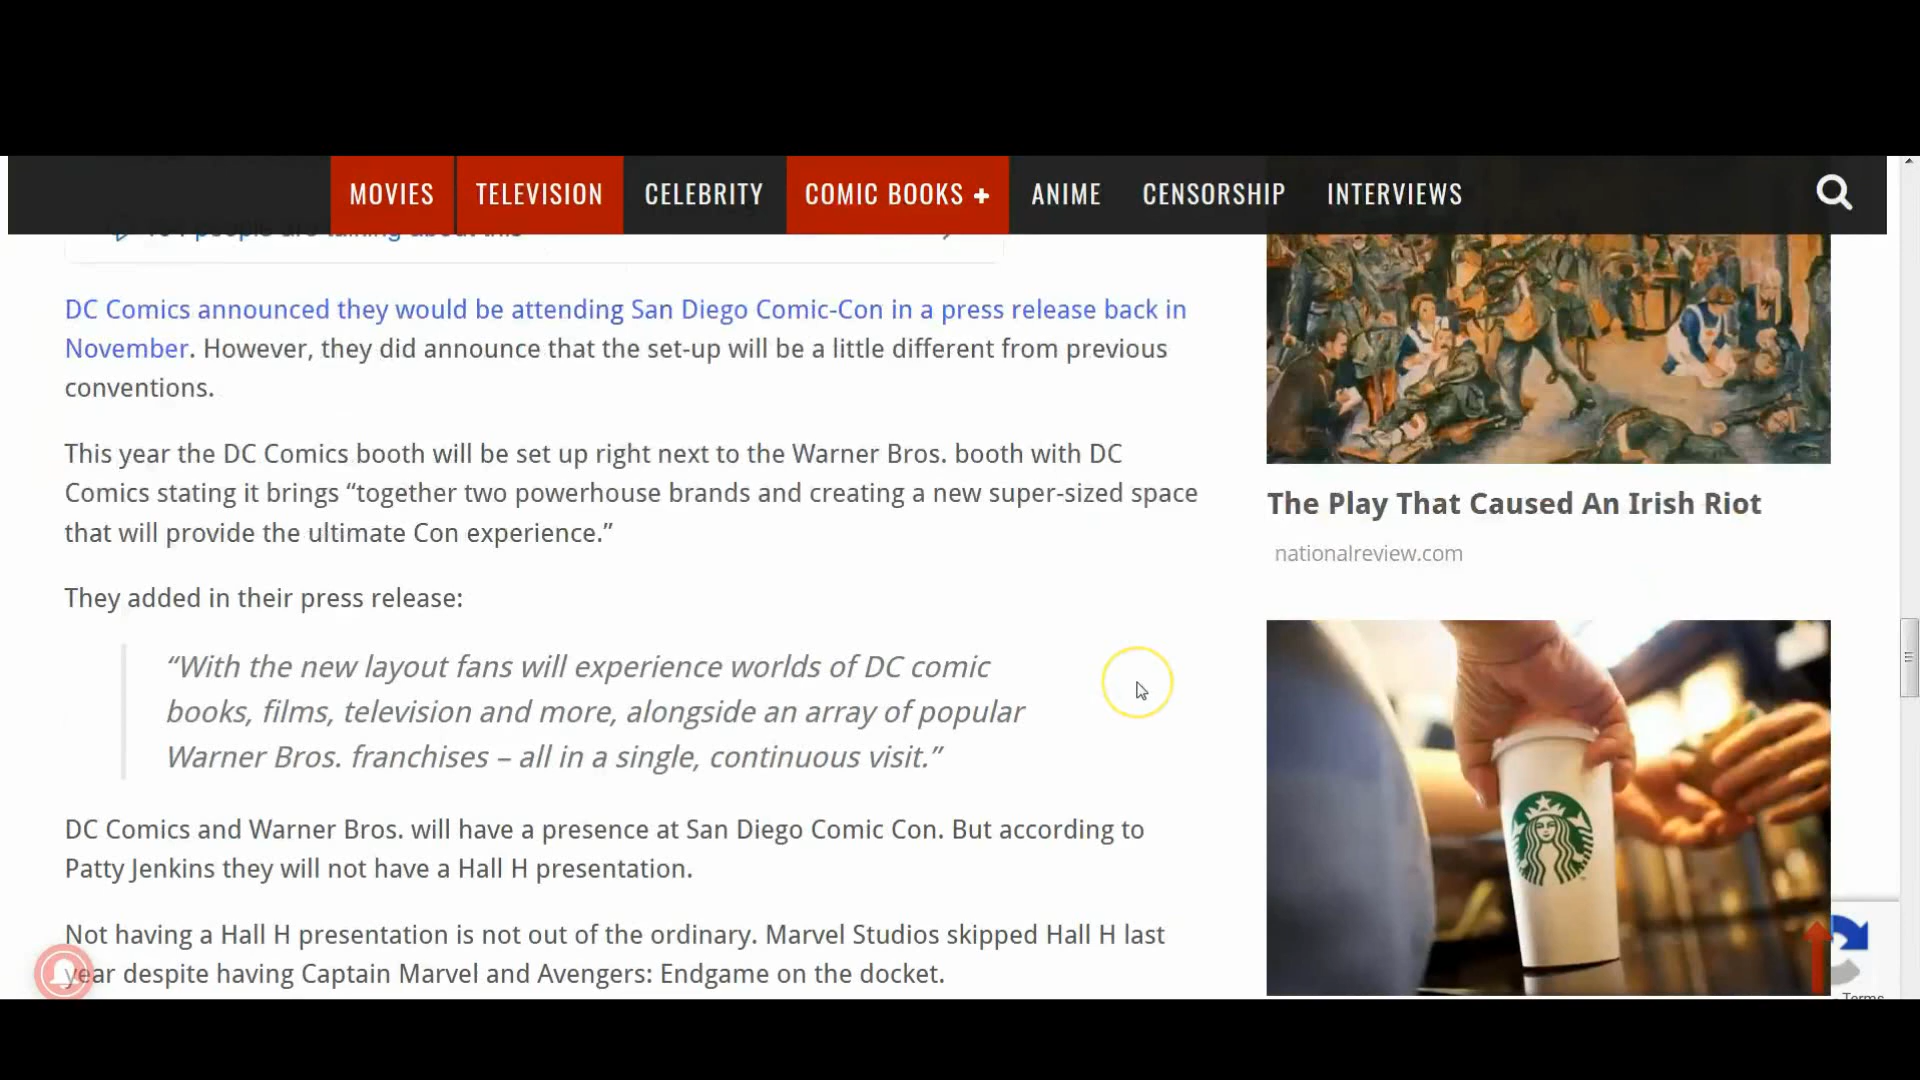 MOVIES TELEVISION CELEBRITY COMIC BOOKS + ANIME CENSORSHIP INTERVIEWS
people are talking about this
DC Comics announced they would be attending San Diego Comic-Con in a press release back in
November. However, they did announce that the set-up will be a little different from previous
conventions.
This year the DC Comics booth will be set up right next to the Warner Bros. booth with DC
Comics stating it brings “together two powerhouse brands and creating a new super-sized space
that will provide the ultimate Con experience.”
They added in their press release:
“With the new layout fans will experience worlds of DC comic
books, films, television and more, alongside an array of popular
Warner Bros. franchises – all in a single, continuous visit.”
DC Comics and Warner Bros. will have a presence at San Diego Comic Con. But according to
Patty Jenkins they will not have a Hall H presentation.
Not having a Hall H presentation is not out of the ordinary. Marvel Studios skipped Hall H last
year despite having Captain Marvel and Avengers: Endgame on the docket.
The Play That Caused An Irish Riot
nationalreview.com
Terms